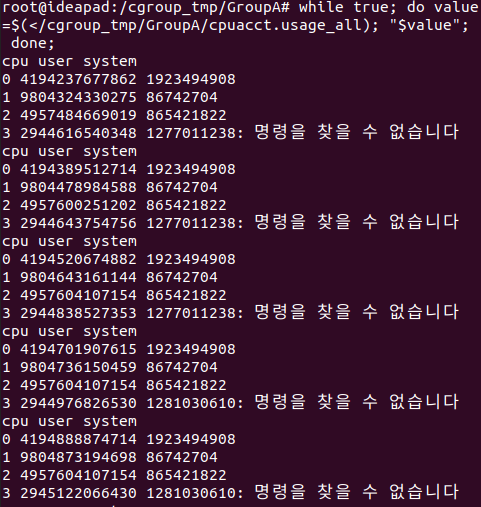 root@ideapad:/cgroup_tmp/GroupA# while true; do value
=$(</cgroup_tmp/GroupA/cpuacct.usage_all); "$value";
 done;
cpu user system
0 4194237677862 1923494908
1 9804324330275 86742704
2 4957484669019 865421822
3 2944616540348 1277011238: 명령을 찾을 수 없습니다
cpu user system
0 4194389512714 1923494908
1 9804478984588 86742704
2 4957600251202 865421822
3 2944643754756 1277011238: 명령을 찾을 수 없습니다
cpu user system
0 4194520674882 1923494908
1 9804643161144 86742704
2 4957604107154 865421822
3 2944838527353 1277011238: 명령을 찾을 수 없습니다
cpu user system
0 4194701907615 1923494908
1 9804736150459 86742704
2 4957604107154 865421822
3 2944976826530 1281030610: 명령을 찾을 수 없습니다
cpu user system
0 4194888874714 1923494908
1 9804873194698 86742704
2 4957604107154 865421822
3 2945122066430 1281030610: 명령을 찾을 수 없습니다